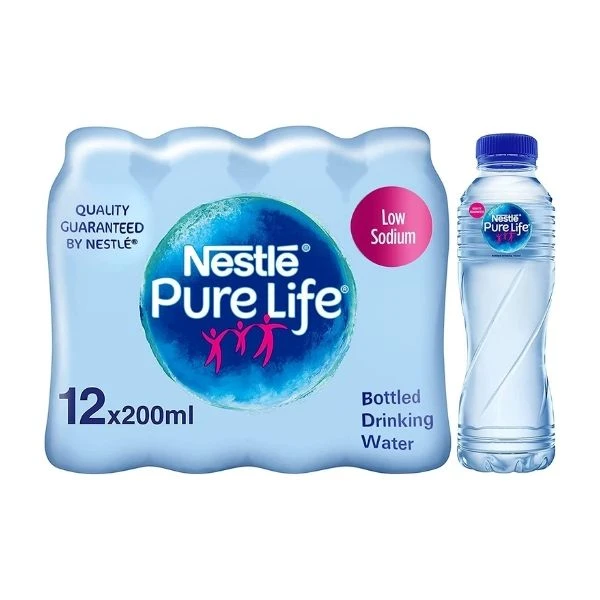 QUALITY
GUARANTEED
BY NESTLÉ®
Nestlé®
Pure Life®
Low
Sodium
12x200ml
Bottled
Drinking
Water
Nestlé
Pure Life